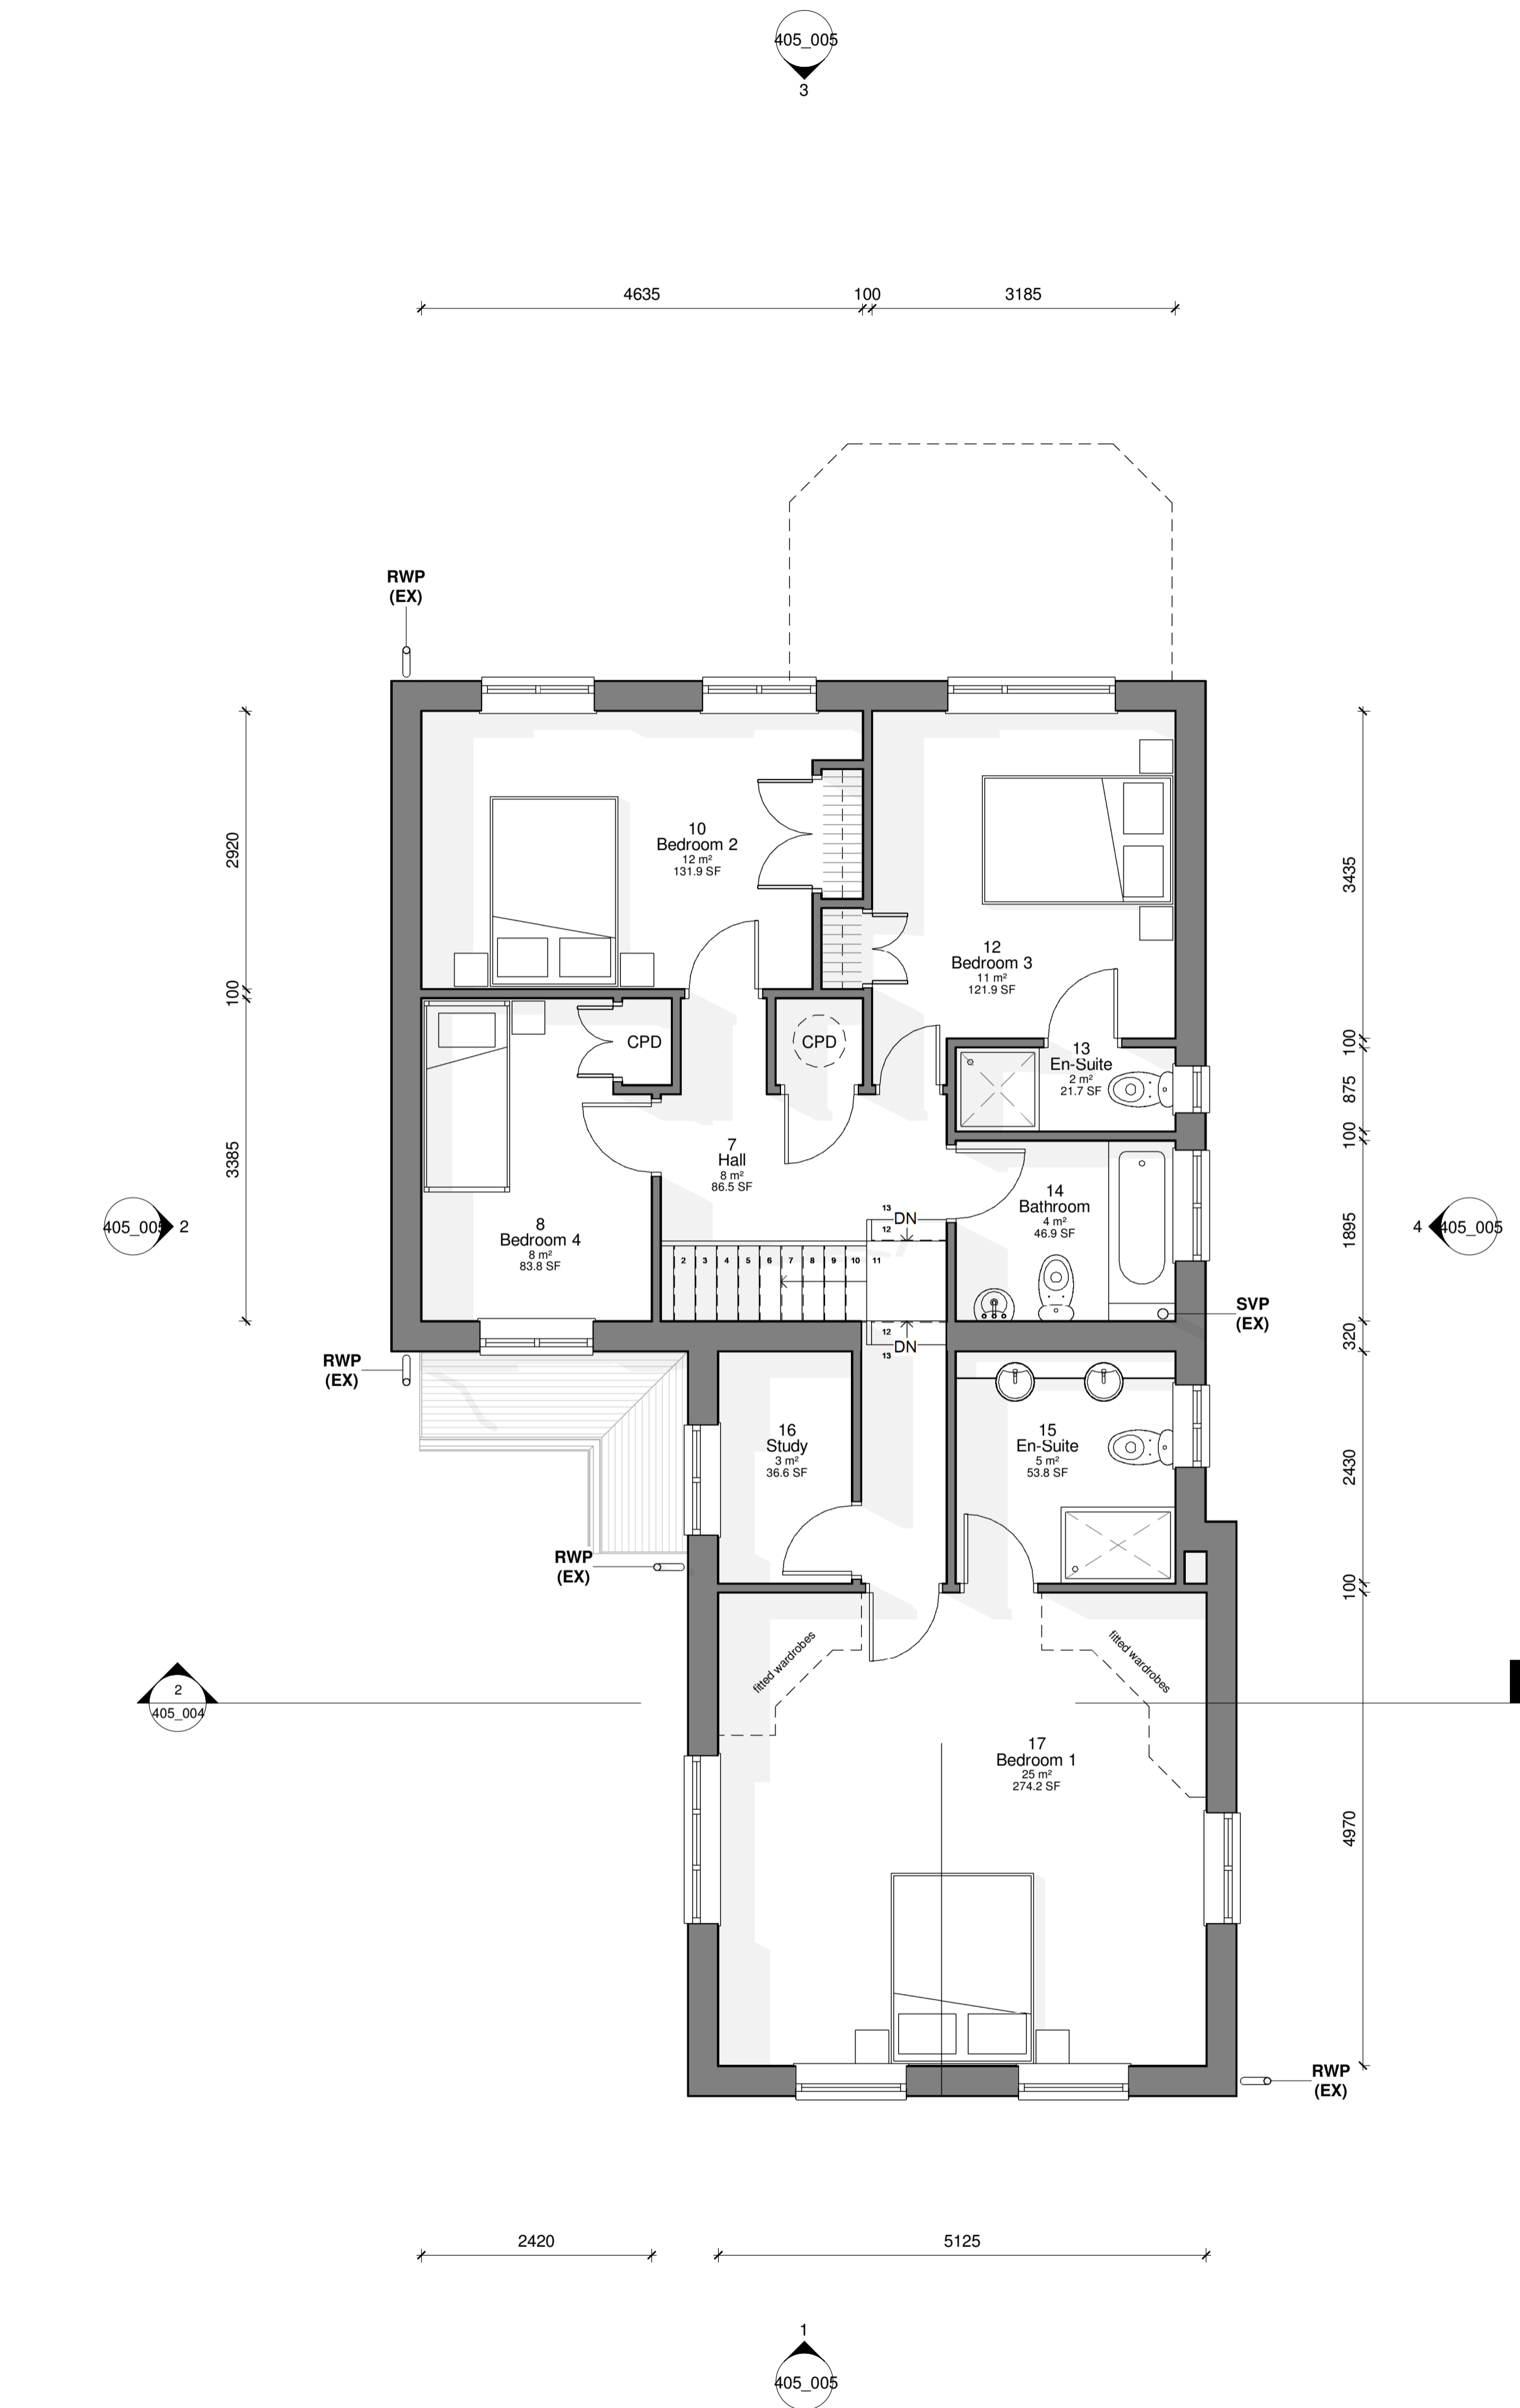 405_005
3
4635
100
3185
RWP
(EX)
2920
100
3385
3435
100
875
100
1895
320
2430
100
4970
10
Bedroom 2
12 m²
131.9 SF
12
Bedroom 3
11 m²
121.9 SF
CPD
CPD
13
En-Suite
2 m²
21.7 SF
7
Hall
8 m²
86.5 SF
14
Bathroom
4 m²
46.9 SF
8
Bedroom 4
8 m²
83.8 SF
405_005
2
4
405_005
13
DN
12
2 3 4 5 6 7 8 9 10 11
12
DN
13
SVP
(EX)
RWP
(EX)
16
Study
3 m²
36.6 SF
15
En-Suite
5 m²
53.8 SF
RWP
(EX)
fitted wardrobes
fitted wardrobes
2
405_004
17
Bedroom 1
25 m²
274.2 SF
RWP
(EX)
2420
5125
1
405_005